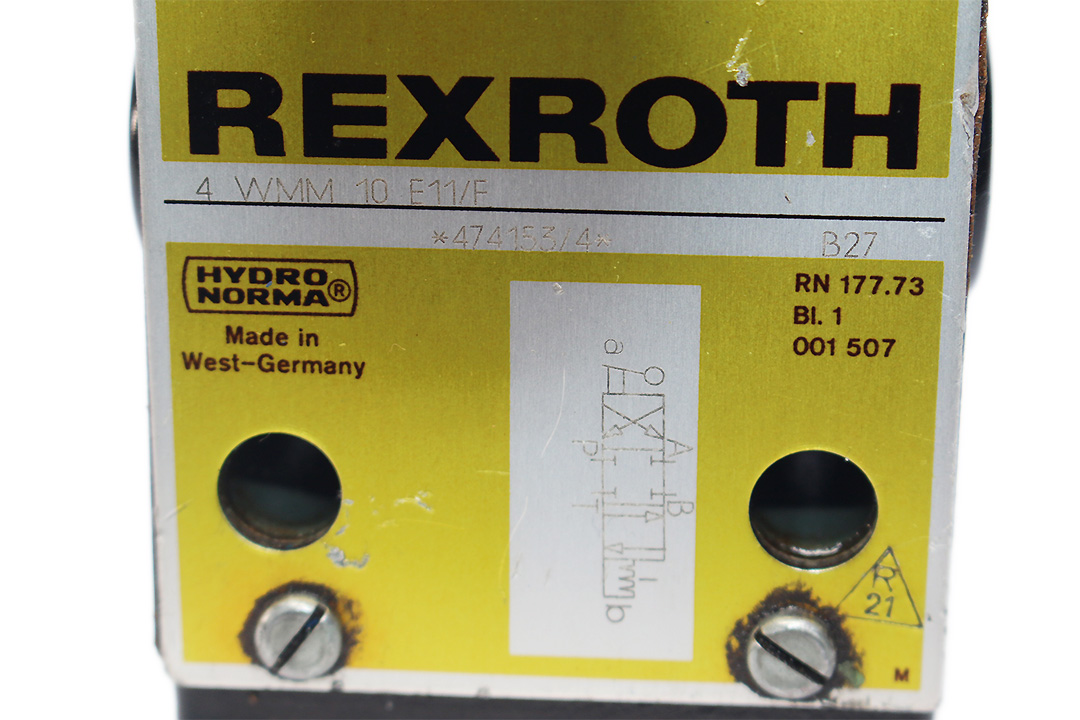 REXROTH
4 WMM 10 E11/F
*474153/4* B27
HYDRO
NORMA®
Made in
West-Germany
RN 177.73
Bl. 1
001 507
a
P A
T B
b
R
21
M